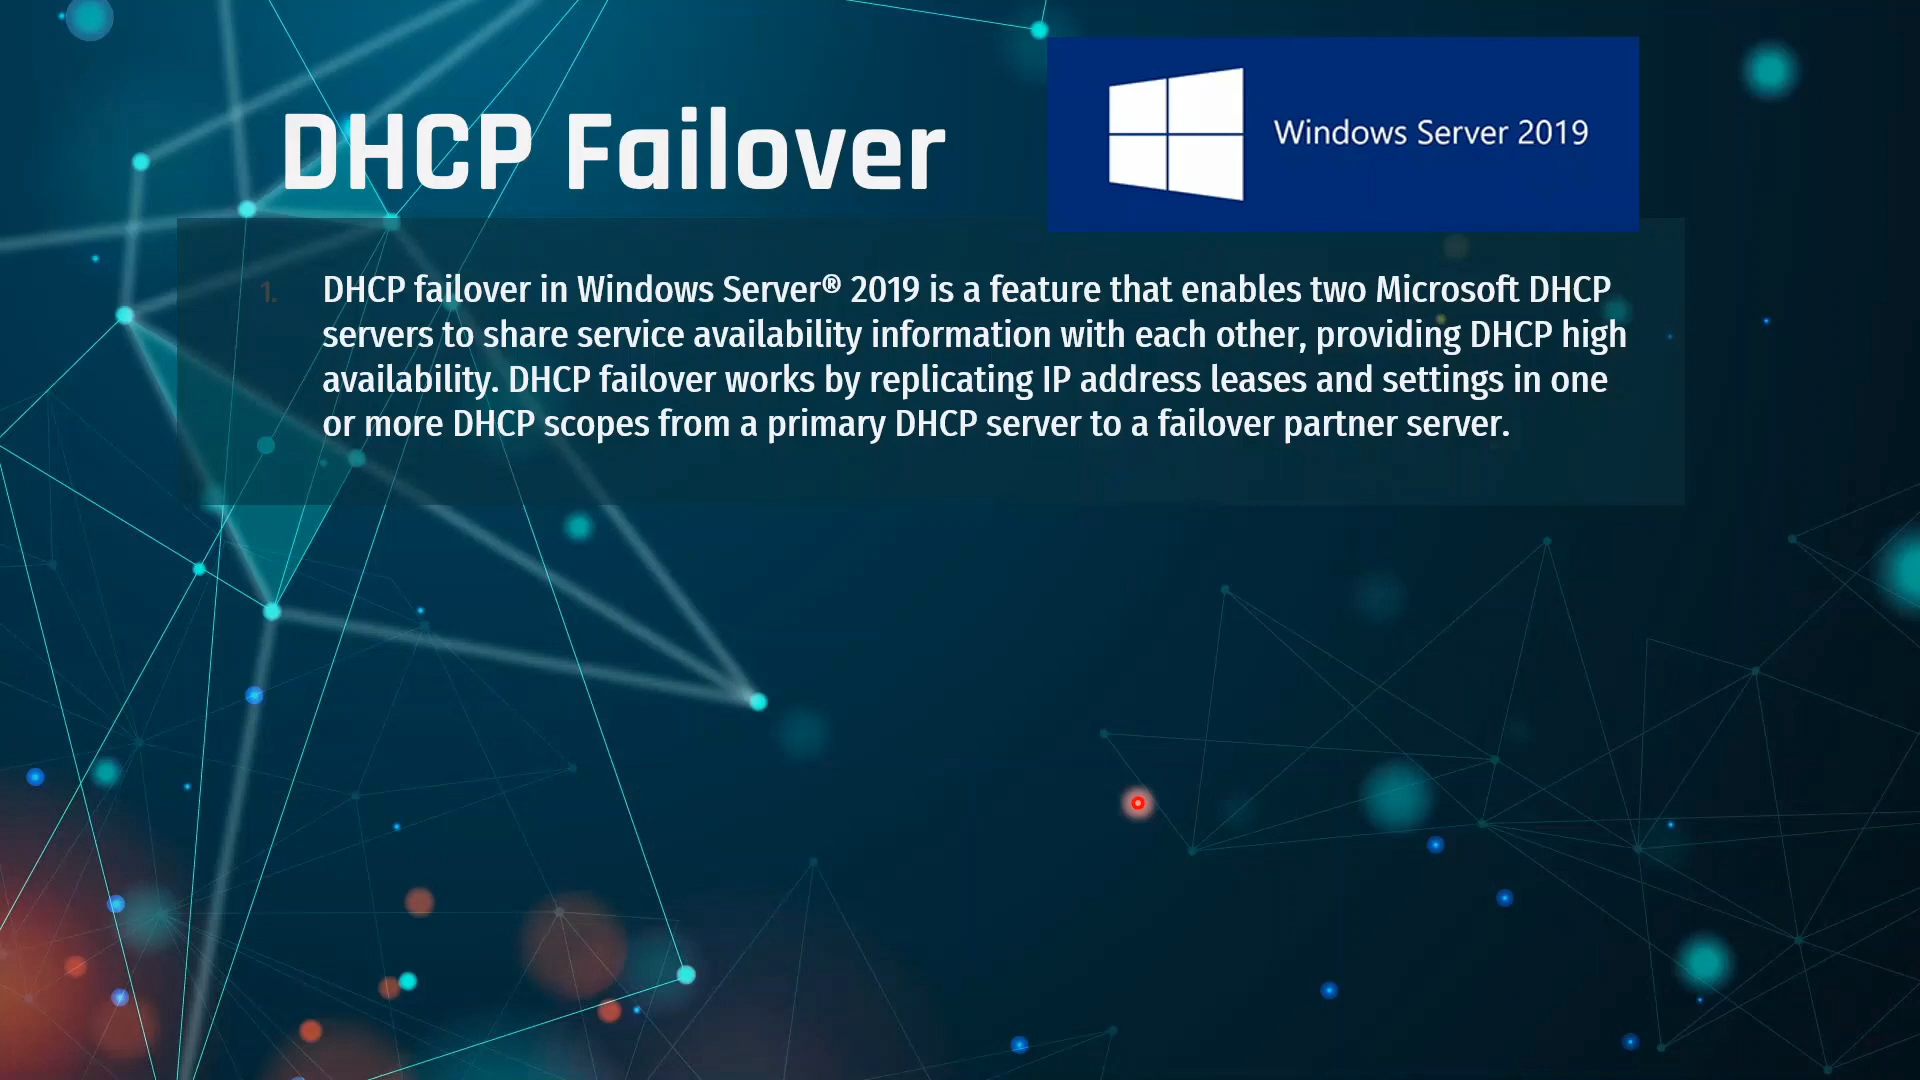 DHCP Failover
Windows Server 2019
1. DHCP failover in Windows Server® 2019 is a feature that enables two Microsoft DHCP
servers to share service availability information with each other, providing DHCP high
availability. DHCP failover works by replicating IP address leases and settings in one
or more DHCP scopes from a primary DHCP server to a failover partner server.